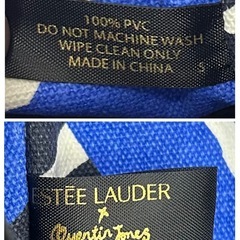 100% PVC
DO NOT MACHINE WASH
WIPE CLEAN ONLY
MADE IN CHINA
S
ESTĒE LAUDER
x
Quentin Jones